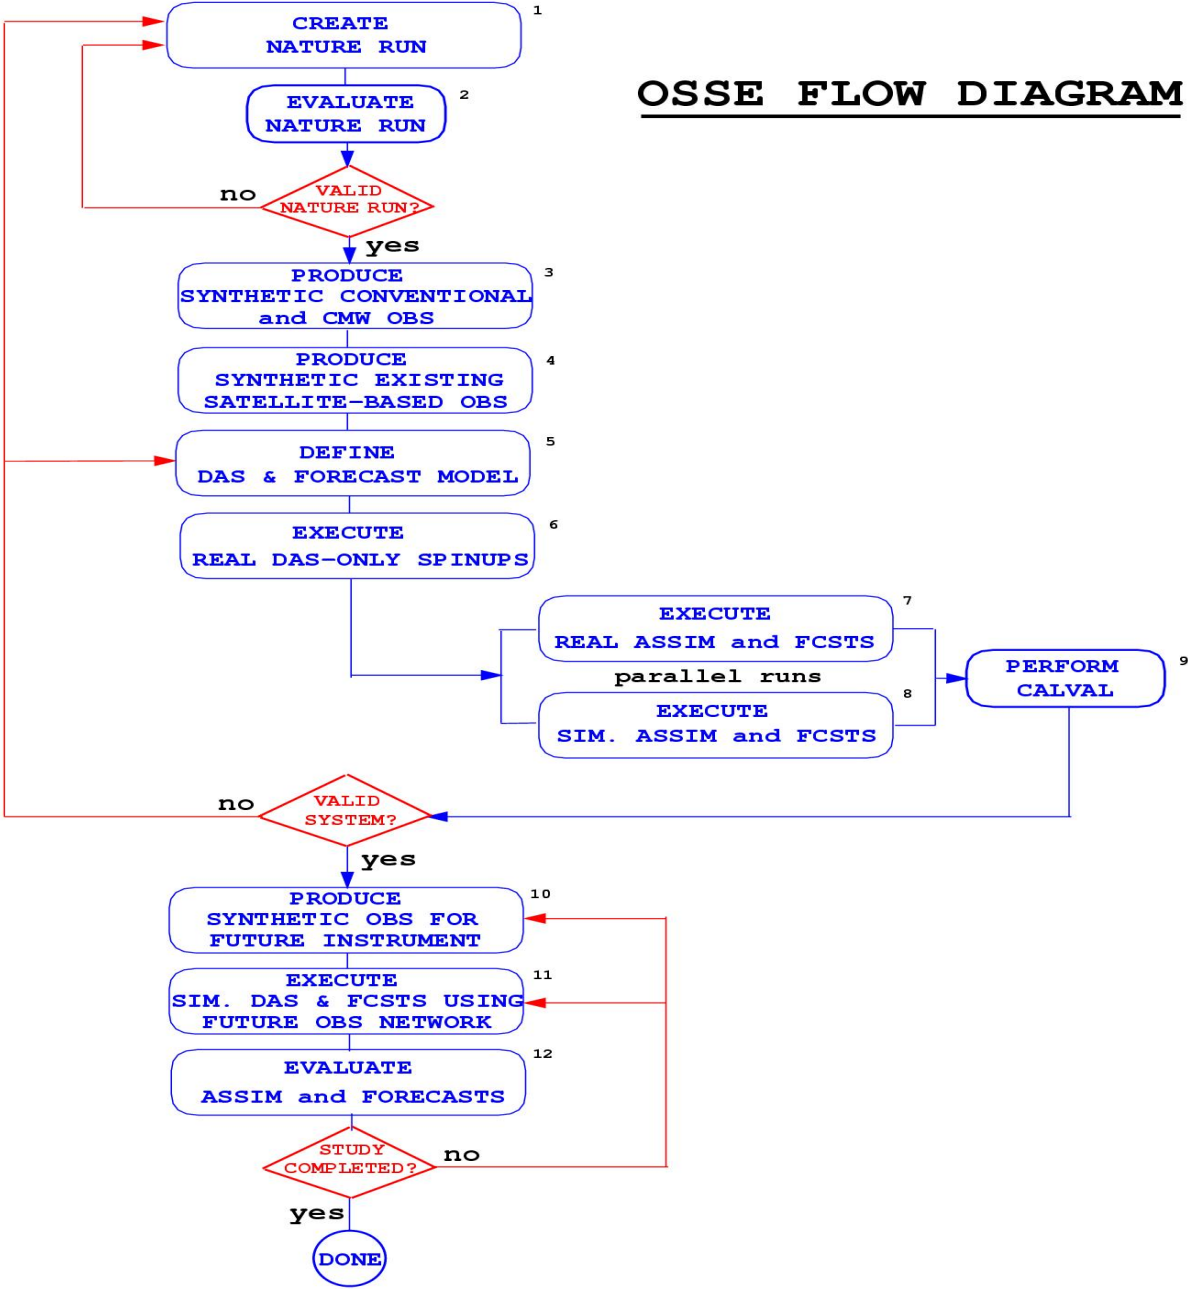 1
CREATE
NATURE RUN
OSSE FLOW DIAGRAM
2
EVALUATE
NATURE RUN
VALID
NATURE RUN?
no
yes
3
PRODUCE
SYNTHETIC CONVENTIONAL
and CMW OBS
4
PRODUCE
SYNTHETIC EXISTING
SATELLITE-BASED OBS
5
DEFINE
DAS & FORECAST MODEL
6
EXECUTE
REAL DAS-ONLY SPINUPS
7
EXECUTE
REAL ASSIM and FCSTS
parallel runs
8
EXECUTE
SIM. ASSIM and FCSTS
9
PERFORM
CALVAL
VALID
SYSTEM?
no
yes
10
PRODUCE
SYNTHETIC OBS FOR
FUTURE INSTRUMENT
11
EXECUTE
SIM. DAS & FCSTS USING
FUTURE OBS NETWORK
12
EVALUATE
ASSIM and FORECASTS
STUDY
COMPLETED?
no
yes
DONE